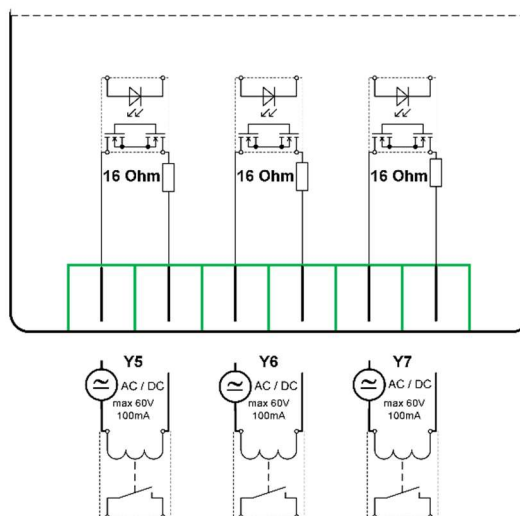 16 Ohm 16 Ohm 16 Ohm
Y5 Y6 Y7
AC / DC AC / DC AC / DC
max 60V max 60V max 60V
100mA 100mA 100mA